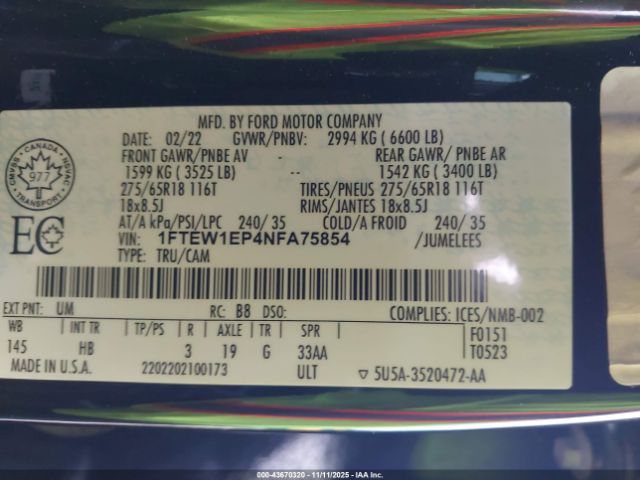 MFD. BY FORD MOTOR COMPANY
DATE: 02/22 GVWR/PNBV: 2994 KG ( 6600 LB)
FRONT GAWR/PNBE AV -- REAR GAWR/ PNBE AR
1599 KG ( 3525 LB) -- 1542 KG ( 3400 LB)
275/65R18 116T TIRES/PNEUS 275/65R18 116T
18x8.5J RIMS/JANTES 18x8.5J
AT/A kPa/PSI/LPC 240/ 35 COLD/A FROID 240/ 35
VIN: 1FTEW1EP4NFA75854 /JUMELEES
TYPE: TRU/CAM
CMVSS · CANADA · NSVAC
977
TRANSPORT
EC
EXT PNT: UM RC: B8 DSO: COMPLIES: ICES/NMB-002
WB INT TR TP/PS R AXLE TR SPR F0151
145 HB 3 19 G 33AA T0523
MADE IN U.S.A. 2202202100173 ULT ▽ 5U5A-3520472-AA
000-43670320 - 11/11/2025 - IAA Inc.